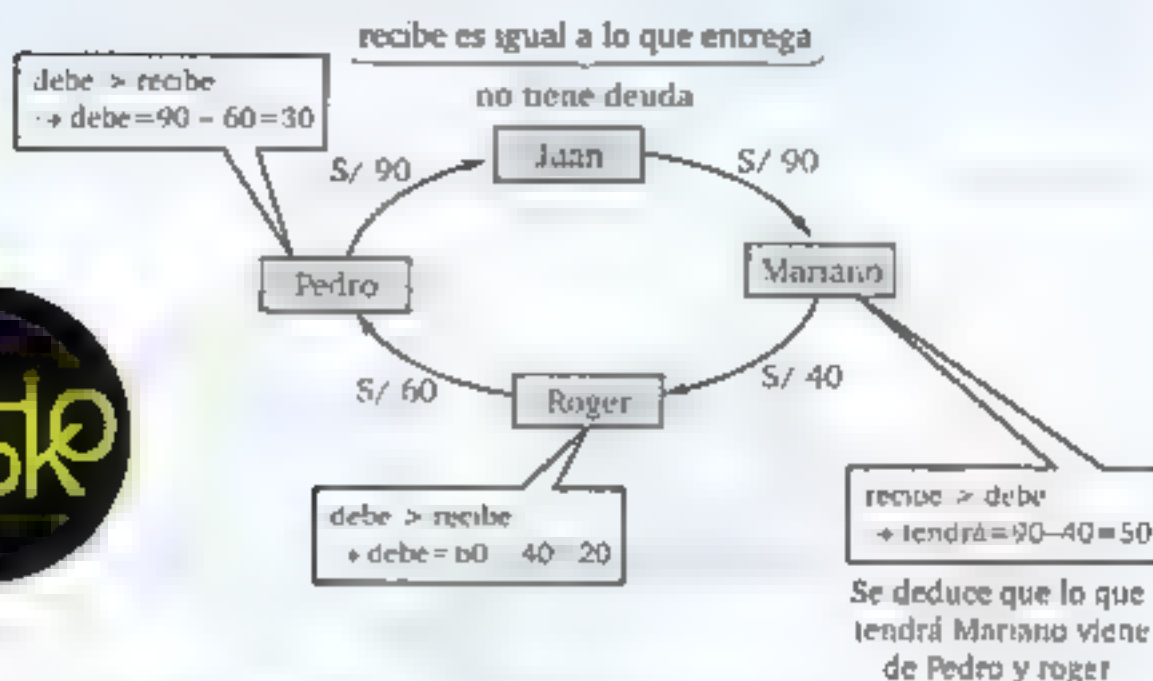 recibe es igual a lo que entrega
no tiene deuda
debe > recibe
→ debe=90 – 60=30
S/ 90
Juan
S/ 90
Pedro
Mariano
S/ 60
Roger
S/ 40
debe > recibe
→ debe=60 – 40=20
recibe > debe
→ tendrá=90–40=50
Se deduce que lo que
tendrá Mariano viene
de Pedro y roger